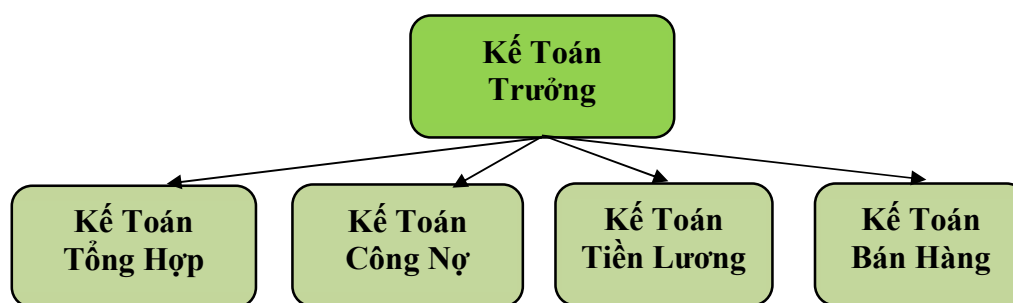 Kế Toán
Trưởng
Kế Toán
Tổng Hợp
Kế Toán
Công Nợ
Kế Toán
Tiền Lương
Kế Toán
Bán Hàng